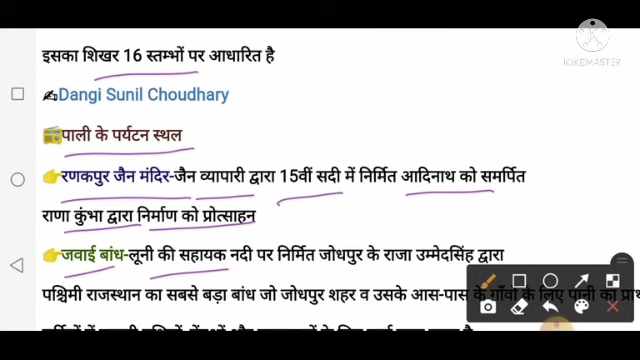 इसका शिखर 16 स्तम्भों पर आधारित है
✍Dangi Sunil Choudhary
📻पाली के पर्यटन स्थल
👉रणकपुर जैन मंदिर-जैन व्यापारी द्वारा 15वीं सदी में निर्मित आदिनाथ को समर्पित
राणा कुंभा द्वारा निर्माण को प्रोत्साहन
👉जवाई बांध-लूनी की सहायक नदी पर निर्मित जोधपुर के राजा उम्मेदसिंह द्वारा
पश्चिमी राजस्थान का सबसे बड़ा बांध जो जोधपुर शहर व उसके आस-पास के गाँवों के लिए पानी का
KINEMASTER